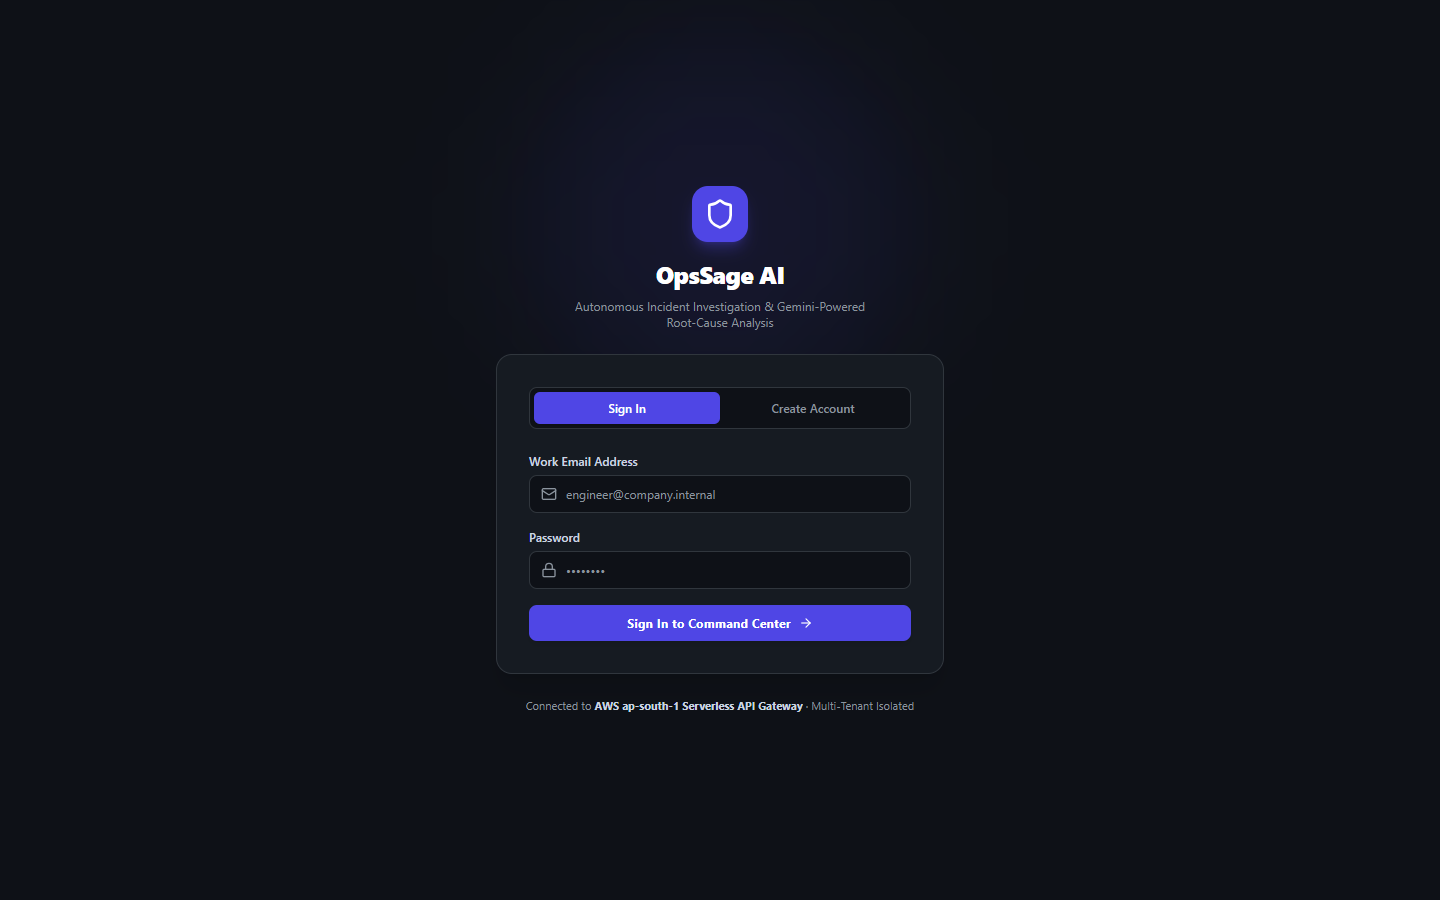 OpsSage AI
Autonomous Incident Investigation & Gemini-Powered
Root-Cause Analysis
Sign In
Create Account
Work Email Address
engineer@company.internal
Password
••••••••
Sign In to Command Center →
Connected to AWS ap-south-1 Serverless API Gateway · Multi-Tenant Isolated